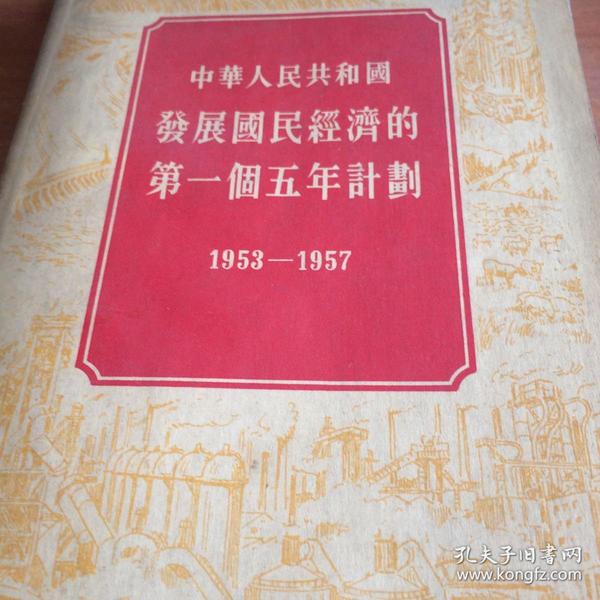 中華人民共和國
發展國民經濟的
第一個五年計劃
1953—1957
孔夫子旧书网
www.kongfz.com